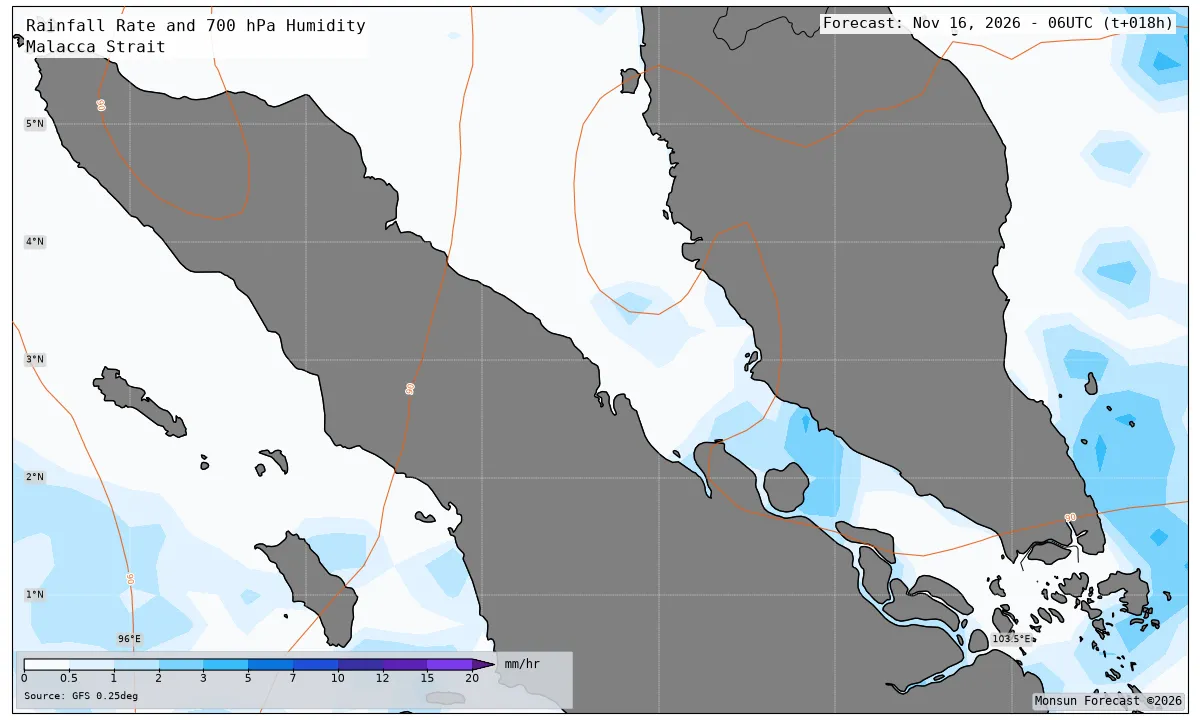 Rainfall Rate and 700 hPa Humidity
Malacca Strait
Forecast: Nov 16, 2026 - 06UTC (t+018h)
90
5°N
4°N
3°N
90
2°N
90
90
1°N
96°E
103.5°E
0 0.5 1 2 3 5 7 10 12 15 20 mm/hr
Source: GFS 0.25deg
Monsun Forecast ©2026